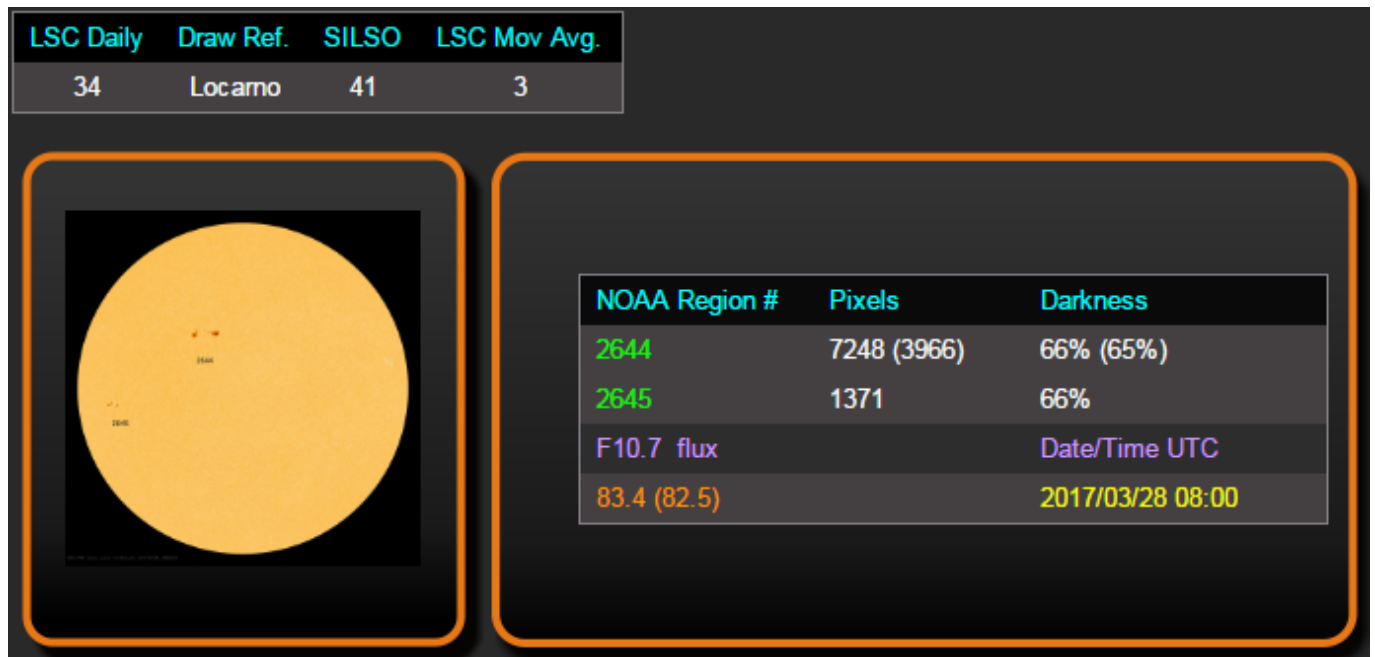 LSC Daily Draw Ref. SILSO LSC Mov Avg.
34 Locarno 41 3
2644
2645
NOAA Region # Pixels Darkness
2644 7248 (3966) 66% (65%)
2645 1371 66%
F10.7 flux Date/Time UTC
83.4 (82.5) 2017/03/28 08:00